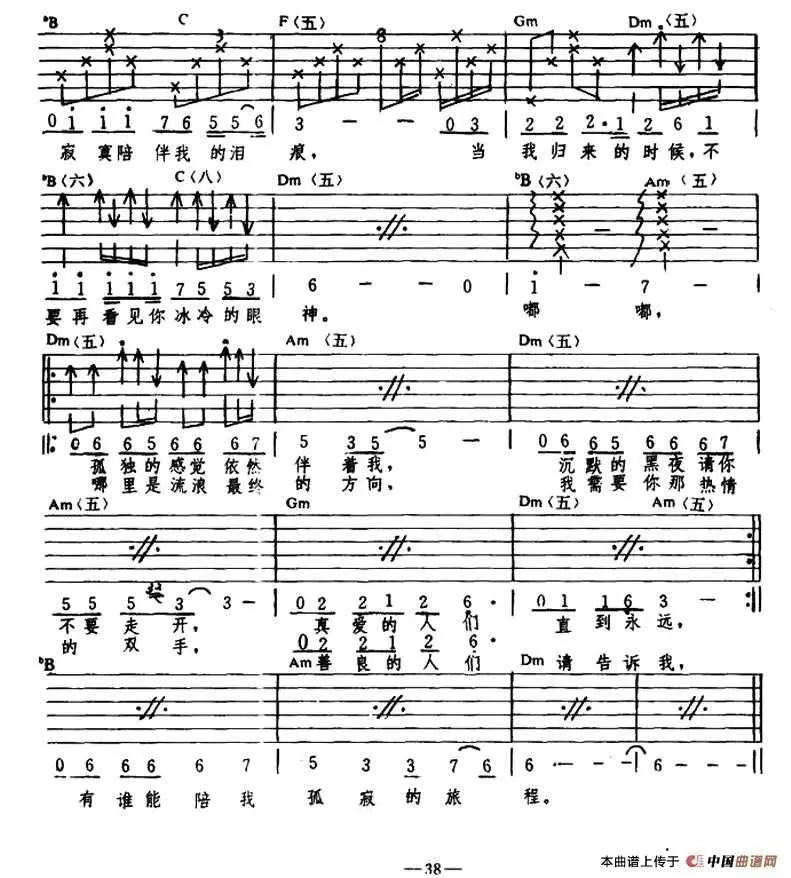 ♭B C F（五） Gm Dm（五）
3 8
0 1 1 1 7 6 5 5 6 3 - - 0 3 2 2 2·1 2 6 1
寂寞陪伴我的泪痕， 当我归来的时候，不
♭B（六） C（八） Dm（五） ♭B（六） Am（五）
1 1 1 1 1 7 5 5 3 6 - - 0 1 - 7 -
要再看见你冰冷的眼神。 嘟 嘟，
Dm（五） Am（五） Dm（五）
0 6 6 5 6 6 6 7 5 3 5 5 - 0 6 6 5 6 6 6 7
孤独的感觉依然伴着我， 沉默的黑夜请你
哪里是流浪最终的方向， 我需要你那热情
Am（五） Gm Dm（五） Am（五）
5 5 5 3 3 - 0 2 2 1 2 6· 0 1 1 6 3 -
不要走开， 真爱的人们 直到永远，
0 2 2 1 2 6·
的双手， 善良的人们 请告诉我，
♭B Am Dm
0 6 6 6 6 7 5 3 3 7 6 6· - - 6 - -
有谁能陪我孤寂的旅程。
—38—
本曲谱上传于 中国曲谱网